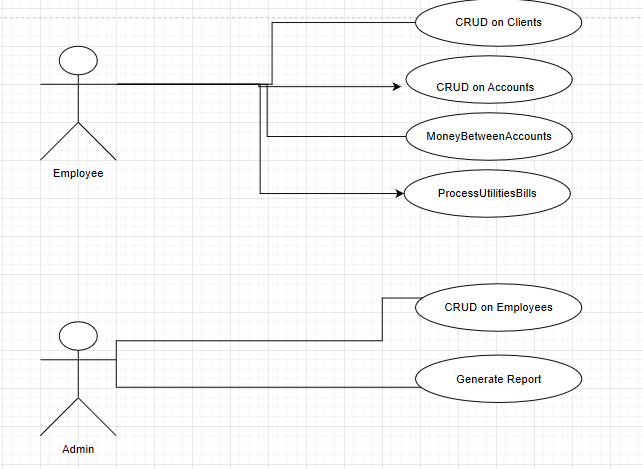 CRUD on Clients
CRUD on Accounts
MoneyBetweenAccounts
Employee
ProcessUtilitiesBills
CRUD on Employees
Generate Report
Admin